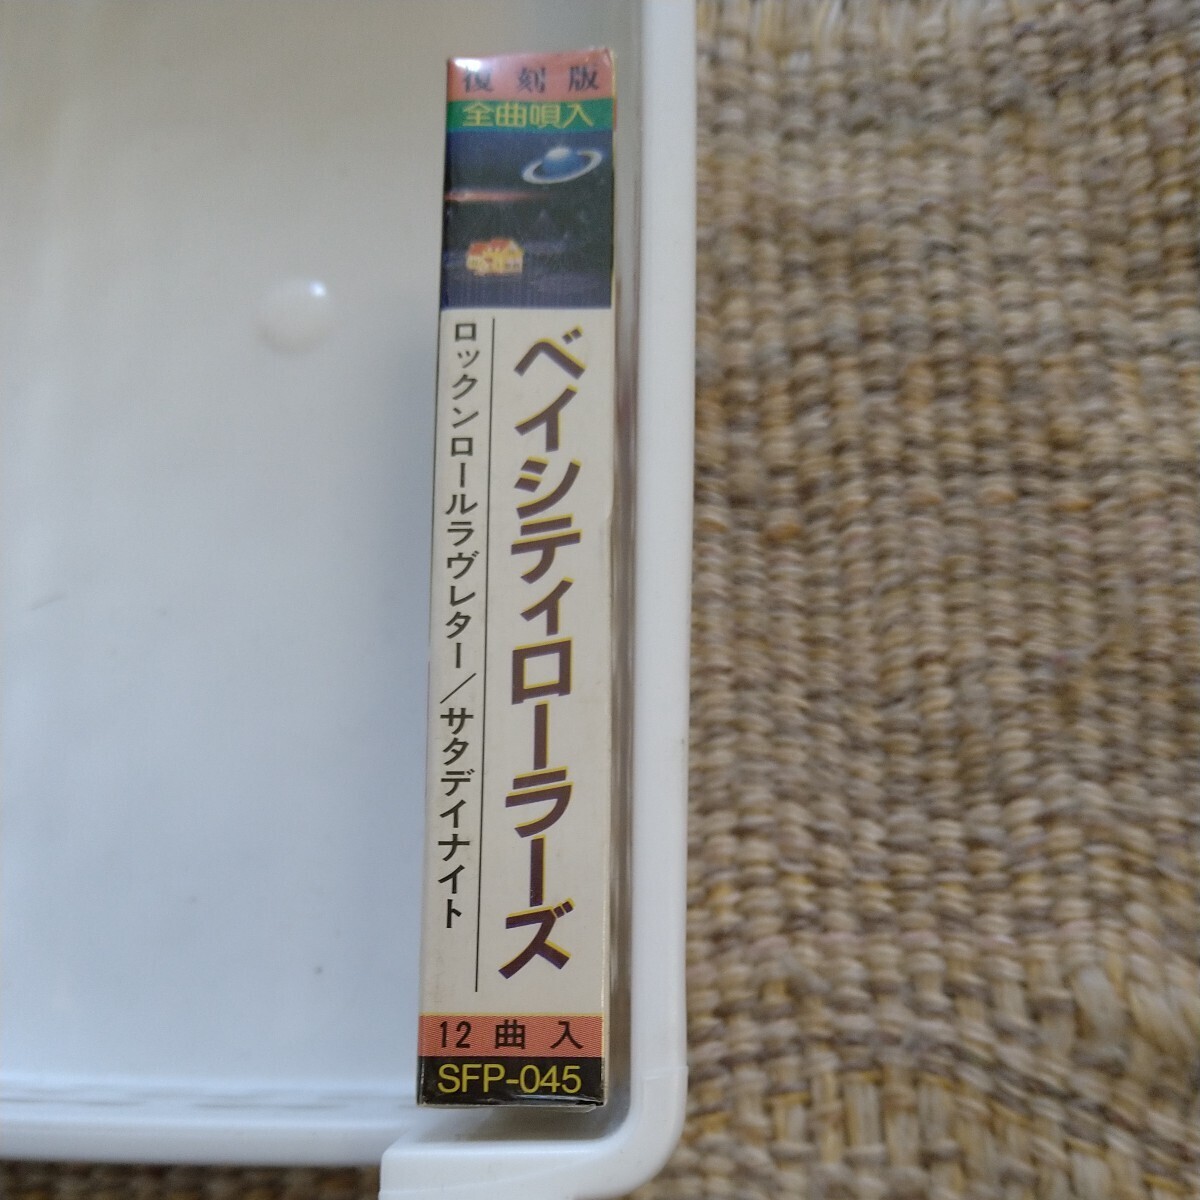 復刻版
全曲唄入
ベイシティローラーズ
ロックンロールラヴレター/サタデイナイト
12曲入
SFP-045